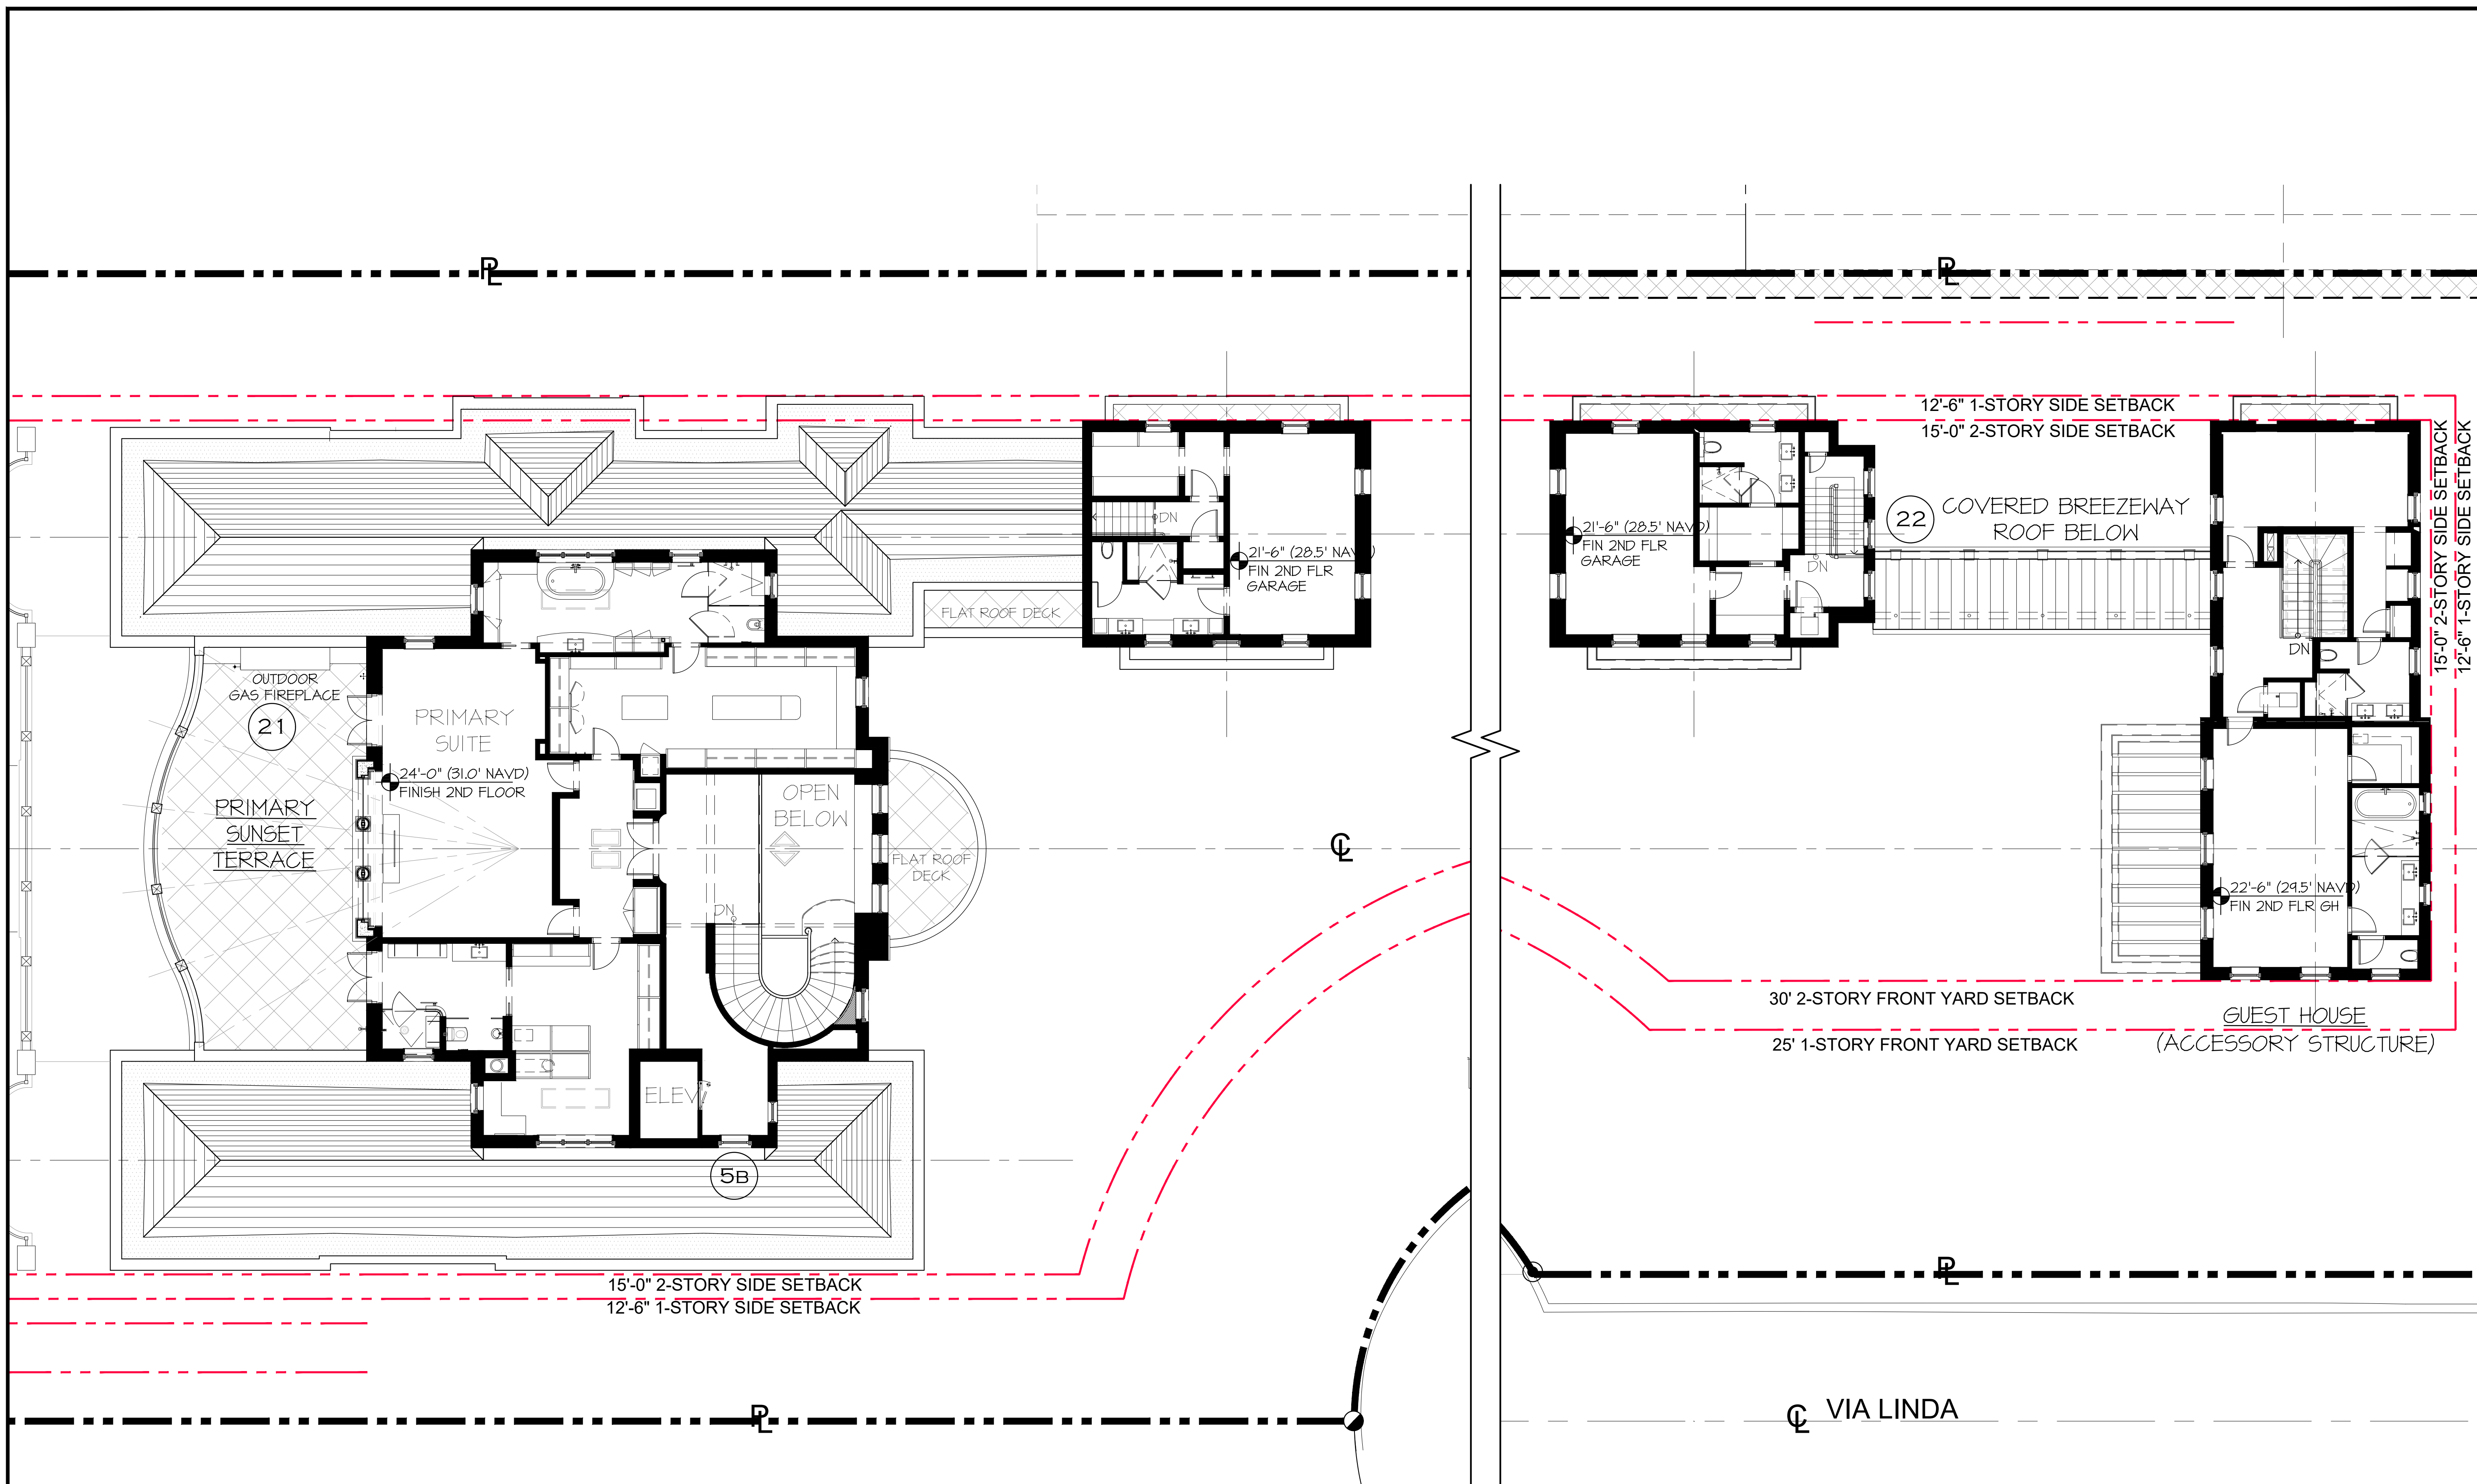 PL
PL
12'-6" 1-STORY SIDE SETBACK
15'-0" 2-STORY SIDE SETBACK
15'-0" 2-STORY SIDE SETBACK
12'-6" 1-STORY SIDE SETBACK
22
COVERED BREEZEWAY
ROOF BELOW
DN
21'-6" (28.5' NAVD)
FIN 2ND FLR
GARAGE
21'-6" (28.5' NAVD)
FIN 2ND FLR
GARAGE
DN
FLAT ROOF DECK
DN
OUTDOOR
GAS FIREPLACE
21
PRIMARY
SUITE
24'-0" (31.0' NAVD)
FINISH 2ND FLOOR
PRIMARY
SUNSET
TERRACE
OPEN
BELOW
FLAT ROOF
DECK
CL
DN
22'-6" (29.5' NAVD)
FIN 2ND FLR GH
30' 2-STORY FRONT YARD SETBACK
25' 1-STORY FRONT YARD SETBACK
GUEST HOUSE
(ACCESSORY STRUCTURE)
ELEV
5B
15'-0" 2-STORY SIDE SETBACK
12'-6" 1-STORY SIDE SETBACK
PL
PL
CL VIA LINDA